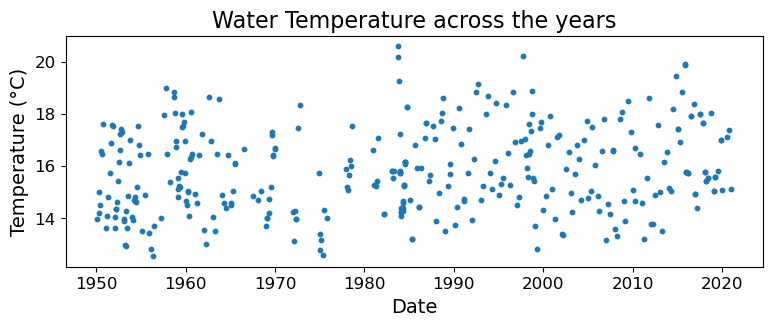 Water Temperature across the years
Temperature (°C)
20
18
16
14
1950 1960 1970 1980 1990 2000 2010 2020
Date